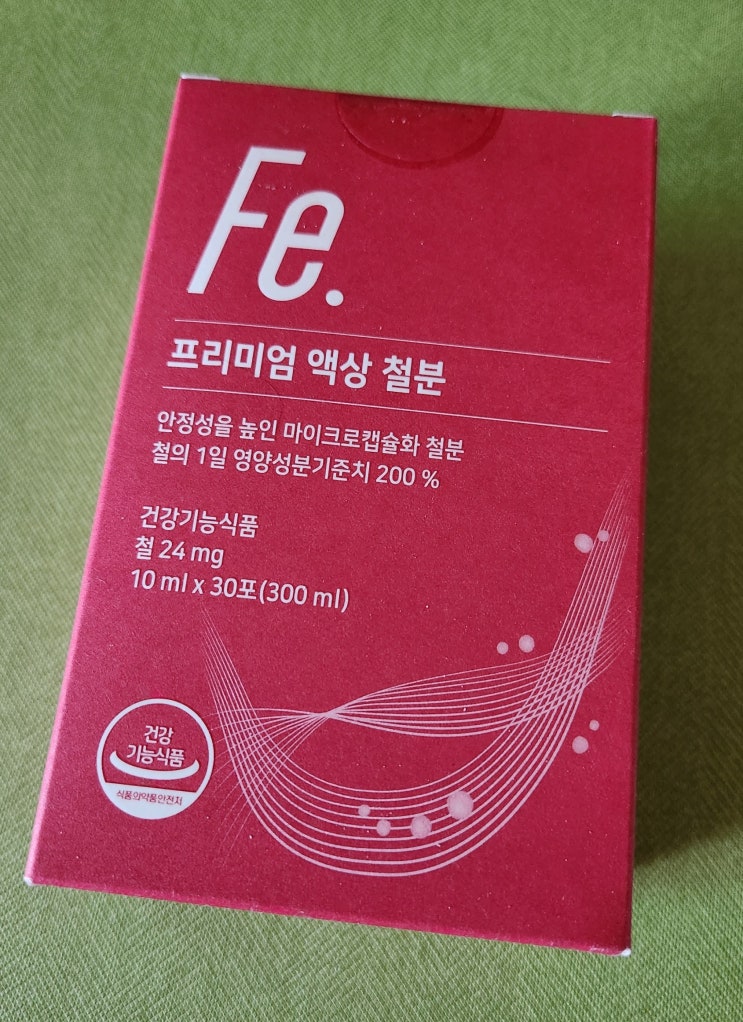 Fe.
프리미엄 액상 철분
안정성을 높인 마이크로캡슐화 철분
철의 1일 영양성분기준치 200 %
건강기능식품
철 24 mg
10 ml x 30포(300 ml)
건강
기능식품
식품의약품안전처